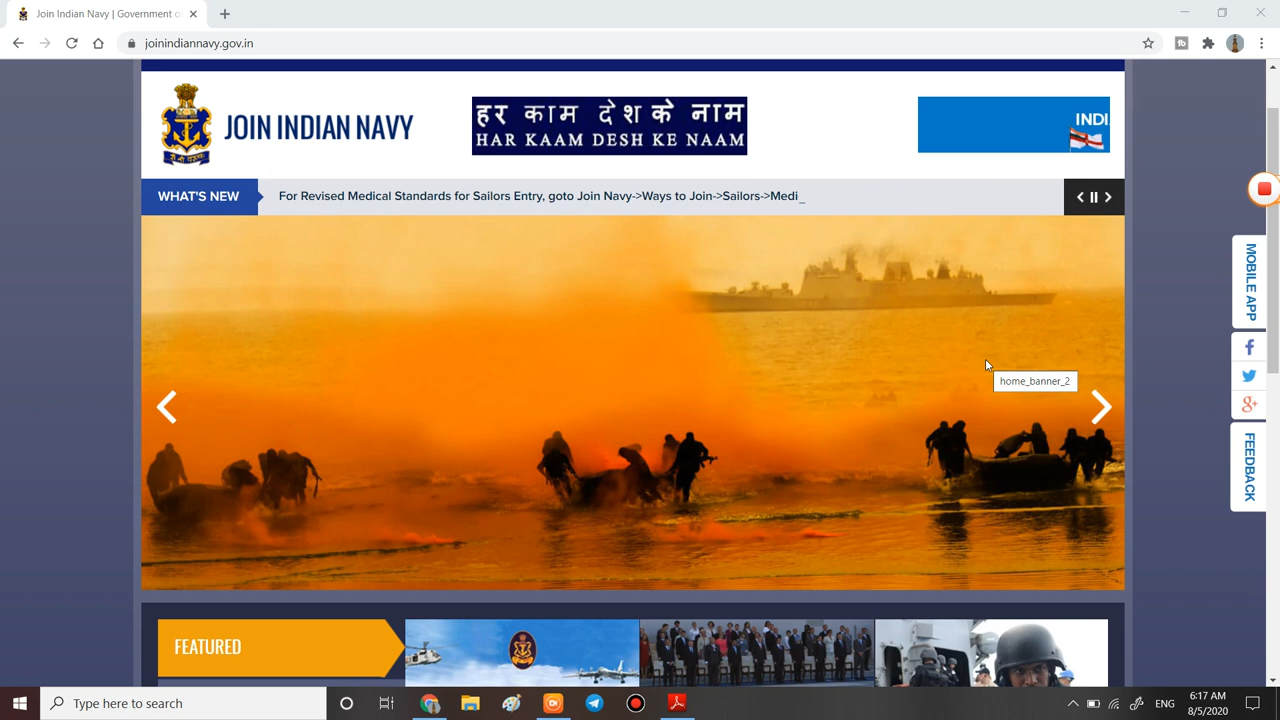 Join Indian Navy | Government o
joinindiannavy.gov.in
JOIN INDIAN NAVY
हर काम देश के नाम
HAR KAAM DESH KE NAAM
INDI
WHAT'S NEW
For Revised Medical Standards for Sailors Entry, goto Join Navy->Ways to Join->Sailors->Medi_
MOBILE APP
home_banner_2
FEEDBACK
FEATURED
Type here to search
ENG
6:17 AM
8/5/2020